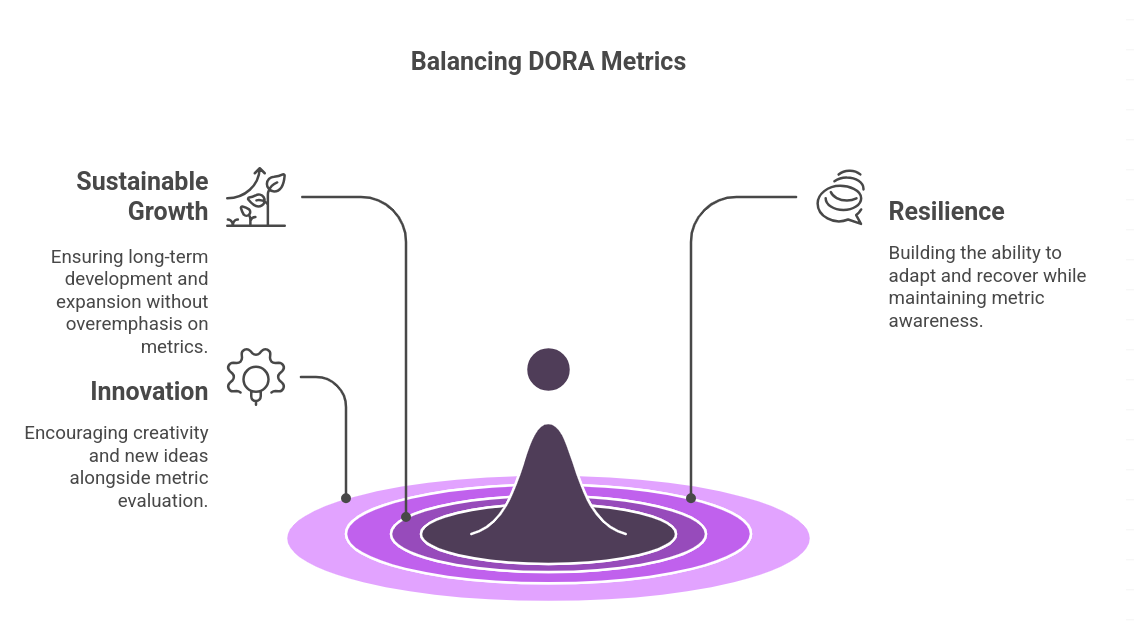 Balancing DORA Metrics
Sustainable
Growth
Ensuring long-term
development and
expansion without
overemphasis on
metrics.
Innovation
Encouraging creativity
and new ideas
alongside metric
evaluation.
Resilience
Building the ability to
adapt and recover while
maintaining metric
awareness.